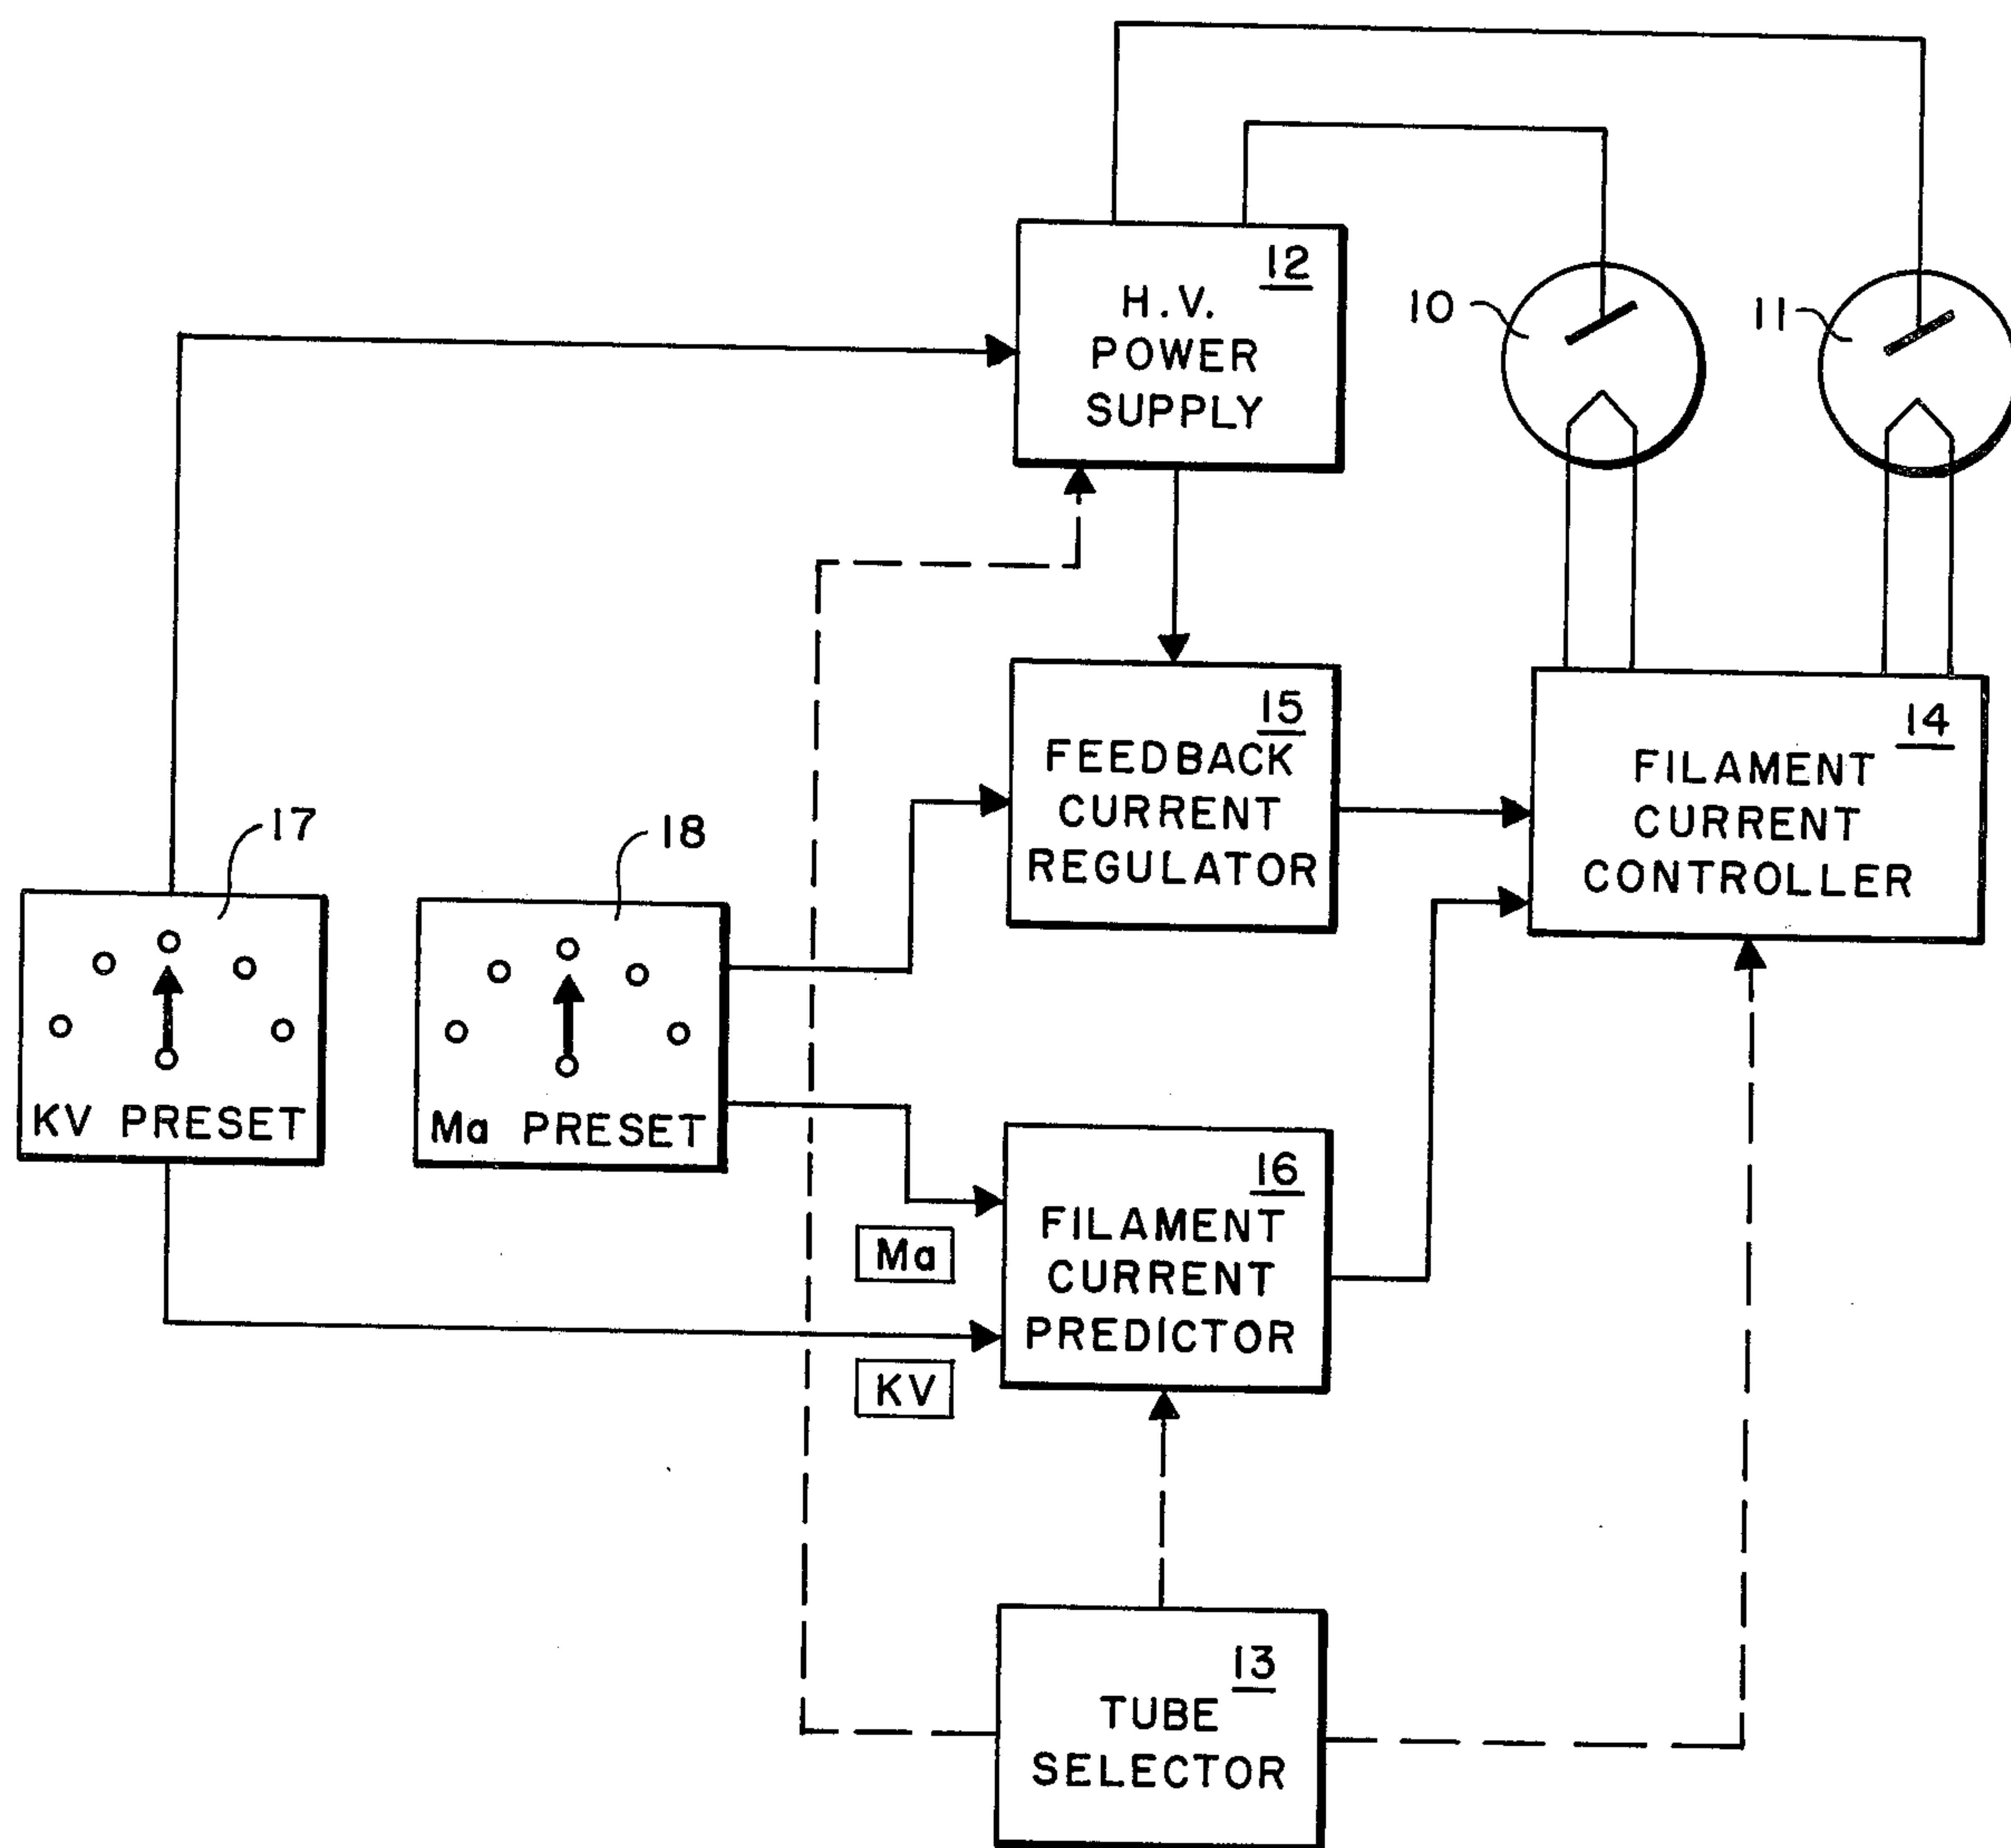 12
H.V.
POWER
SUPPLY
10
11
15
FEEDBACK
CURRENT
REGULATOR
14
FILAMENT
CURRENT
CONTROLLER
17
KV PRESET
18
Ma PRESET
16
FILAMENT
CURRENT
PREDICTOR
Ma
KV
13
TUBE
SELECTOR